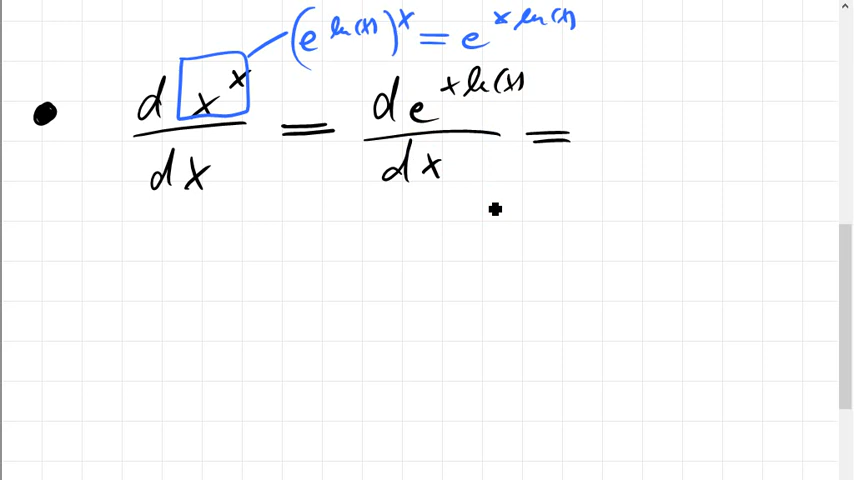 (e^ln(x))^x = e^x ln(x)
d x^x / dx = d e^x ln(x) / dx =